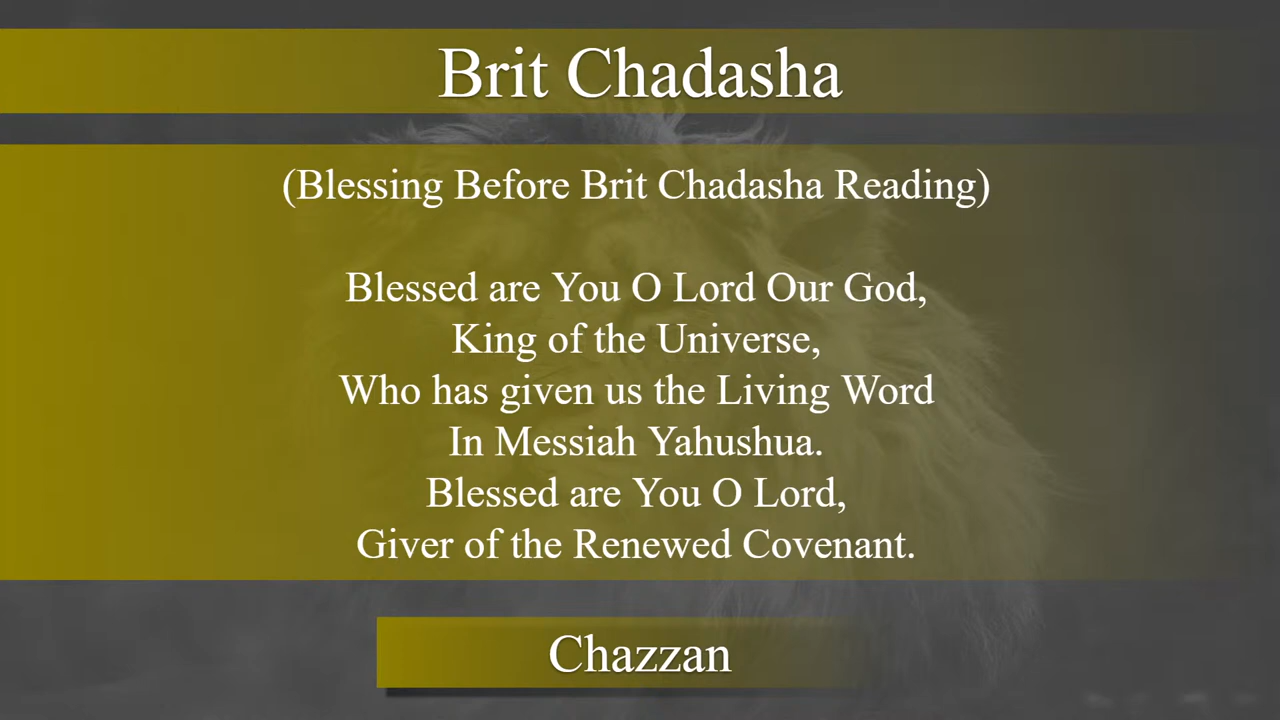 Brit Chadasha
(Blessing Before Brit Chadasha Reading)
Blessed are You O Lord Our God,
King of the Universe,
Who has given us the Living Word
In Messiah Yahushua.
Blessed are You O Lord,
Giver of the Renewed Covenant.
Chazzan